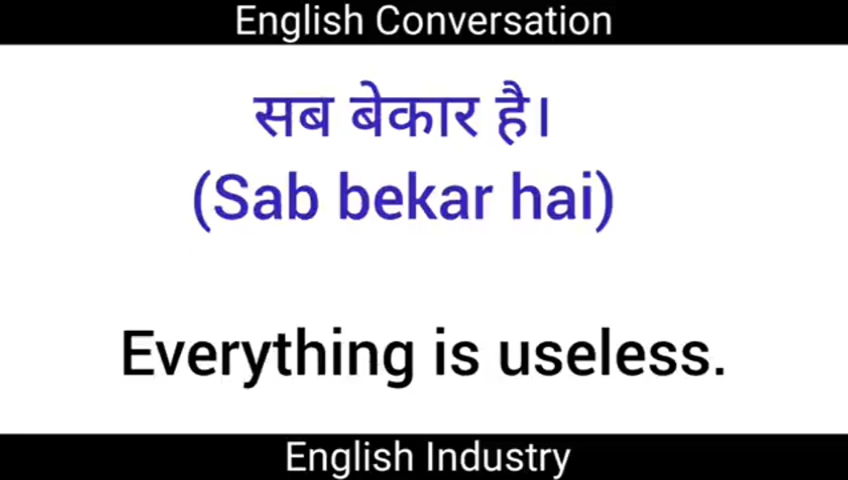 English Conversation
सब बेकार है।
(Sab bekar hai)
Everything is useless.
English Industry